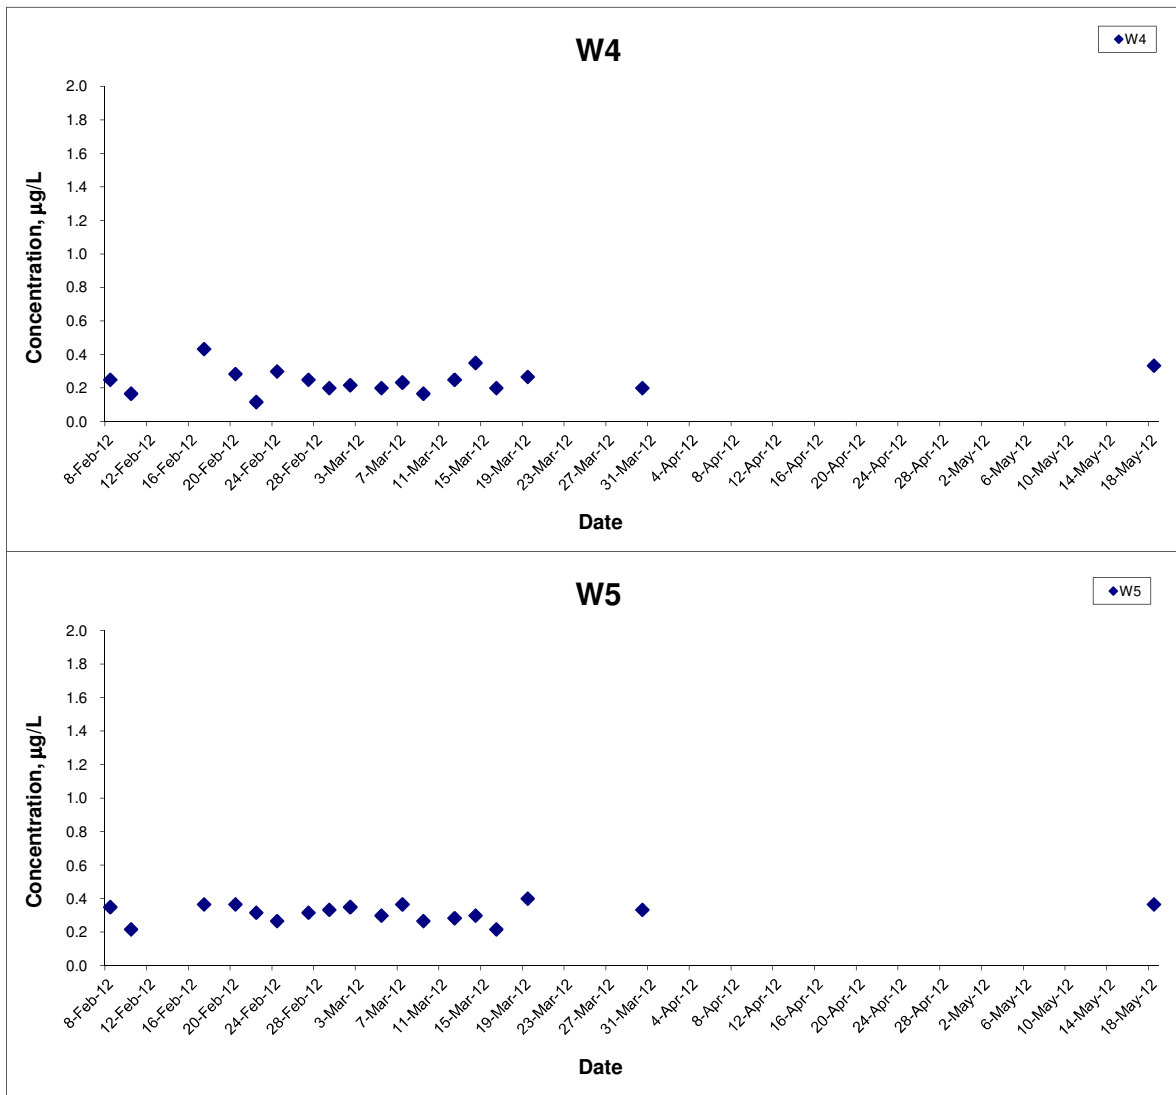 W4
W4
2.0
1.8
1.6
1.4
1.2
1.0
0.8
0.6
0.4
0.2
0.0
Concentration, µg/L
8-Feb-12 12-Feb-12 16-Feb-12 20-Feb-12 24-Feb-12 28-Feb-12 3-Mar-12 7-Mar-12 11-Mar-12 15-Mar-12 19-Mar-12 23-Mar-12 27-Mar-12 31-Mar-12 4-Apr-12 8-Apr-12 12-Apr-12 16-Apr-12 20-Apr-12 24-Apr-12 28-Apr-12 2-May-12 6-May-12 10-May-12 14-May-12 18-May-12
Date
W5
W5
2.0
1.8
1.6
1.4
1.2
1.0
0.8
0.6
0.4
0.2
0.0
Concentration, µg/L
8-Feb-12 12-Feb-12 16-Feb-12 20-Feb-12 24-Feb-12 28-Feb-12 3-Mar-12 7-Mar-12 11-Mar-12 15-Mar-12 19-Mar-12 23-Mar-12 27-Mar-12 31-Mar-12 4-Apr-12 8-Apr-12 12-Apr-12 16-Apr-12 20-Apr-12 24-Apr-12 28-Apr-12 2-May-12 6-May-12 10-May-12 14-May-12 18-May-12
Date